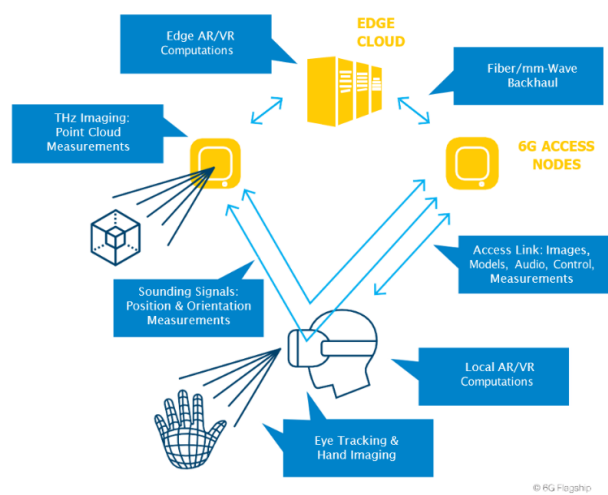 Edge AR/VR
Computations
EDGE
CLOUD
Fiber/mm-Wave
Backhaul
THz Imaging:
Point Cloud
Measurements
6G ACCESS
NODES
Access Link: Images,
Models, Audio, Control,
Measurements
Sounding Signals:
Position & Orientation
Measurements
Local AR/VR
Computations
Eye Tracking &
Hand Imaging
© 6G Flagship